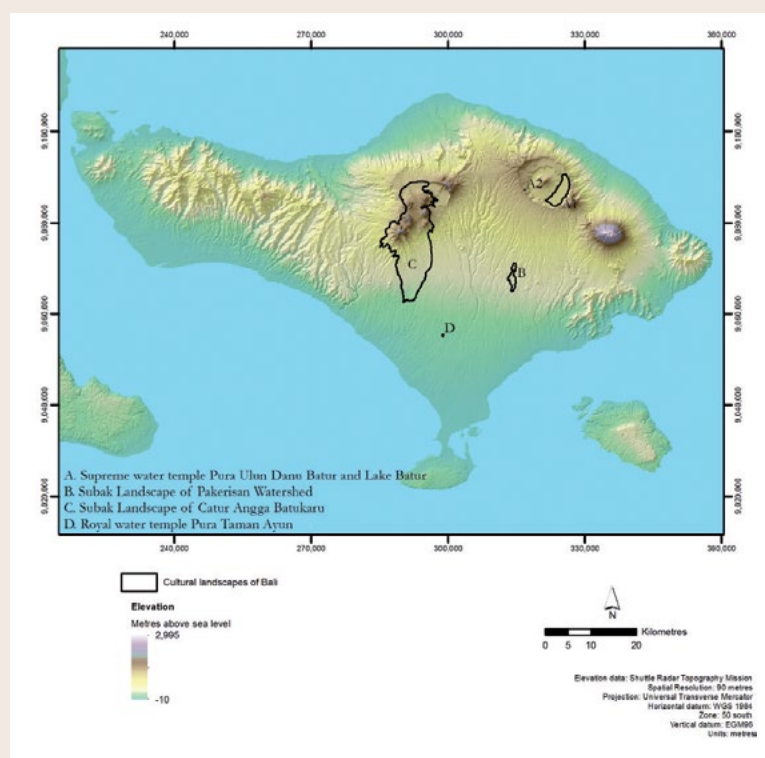 240,000 270,000 300,000 330,000 360,000
9,100,000 9,100,000
9,080,000 9,080,000
9,060,000 9,060,000
9,040,000 9,040,000
9,020,000 9,020,000
A2
C
B
D
A. Supreme water temple Pura Ulun Danu Batur and Lake Batur
B. Subak Landscape of Pakerisan Watershed
C. Subak Landscape of Catur Angga Batukaru
D. Royal water temple Pura Taman Ayun
240,000 270,000 300,000 330,000 360,000
Cultural landscapes of Bali
Elevation
Metres above sea level
2,995
-10
N
Kilometres
0 5 10 20
Elevation data: Shuttle Radar Topography Mission
Spatial Resolution: 90 metres
Projection: Universal Transverse Mercator
Horizontal datum: WGS 1984
Zone: 50 south
Vertical datum: EGM96
Units: metres